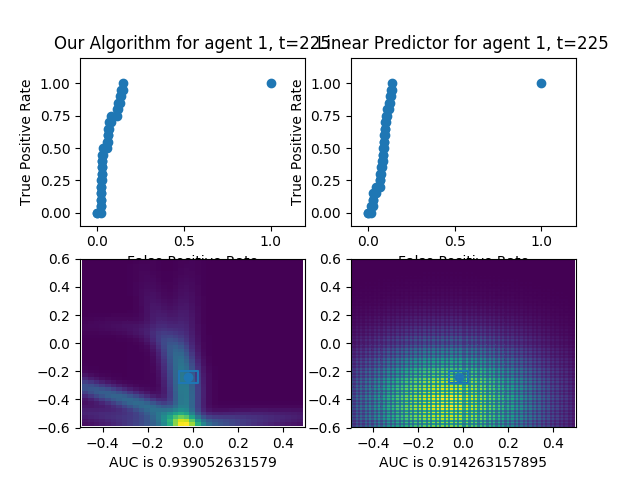 Our Algorithm for agent 1, t=225
Linear Predictor for agent 1, t=225
True Positive Rate
1.00
0.75
0.50
0.25
0.00
0.0 0.5 1.0
False Positive Rate
True Positive Rate
1.00
0.75
0.50
0.25
0.00
0.0 0.5 1.0
False Positive Rate
0.6
0.4
0.2
0.0
−0.2
−0.4
−0.6
−0.4 −0.2 0.0 0.2 0.4
AUC is 0.939052631579
0.6
0.4
0.2
0.0
−0.2
−0.4
−0.6
−0.4 −0.2 0.0 0.2 0.4
AUC is 0.914263157895